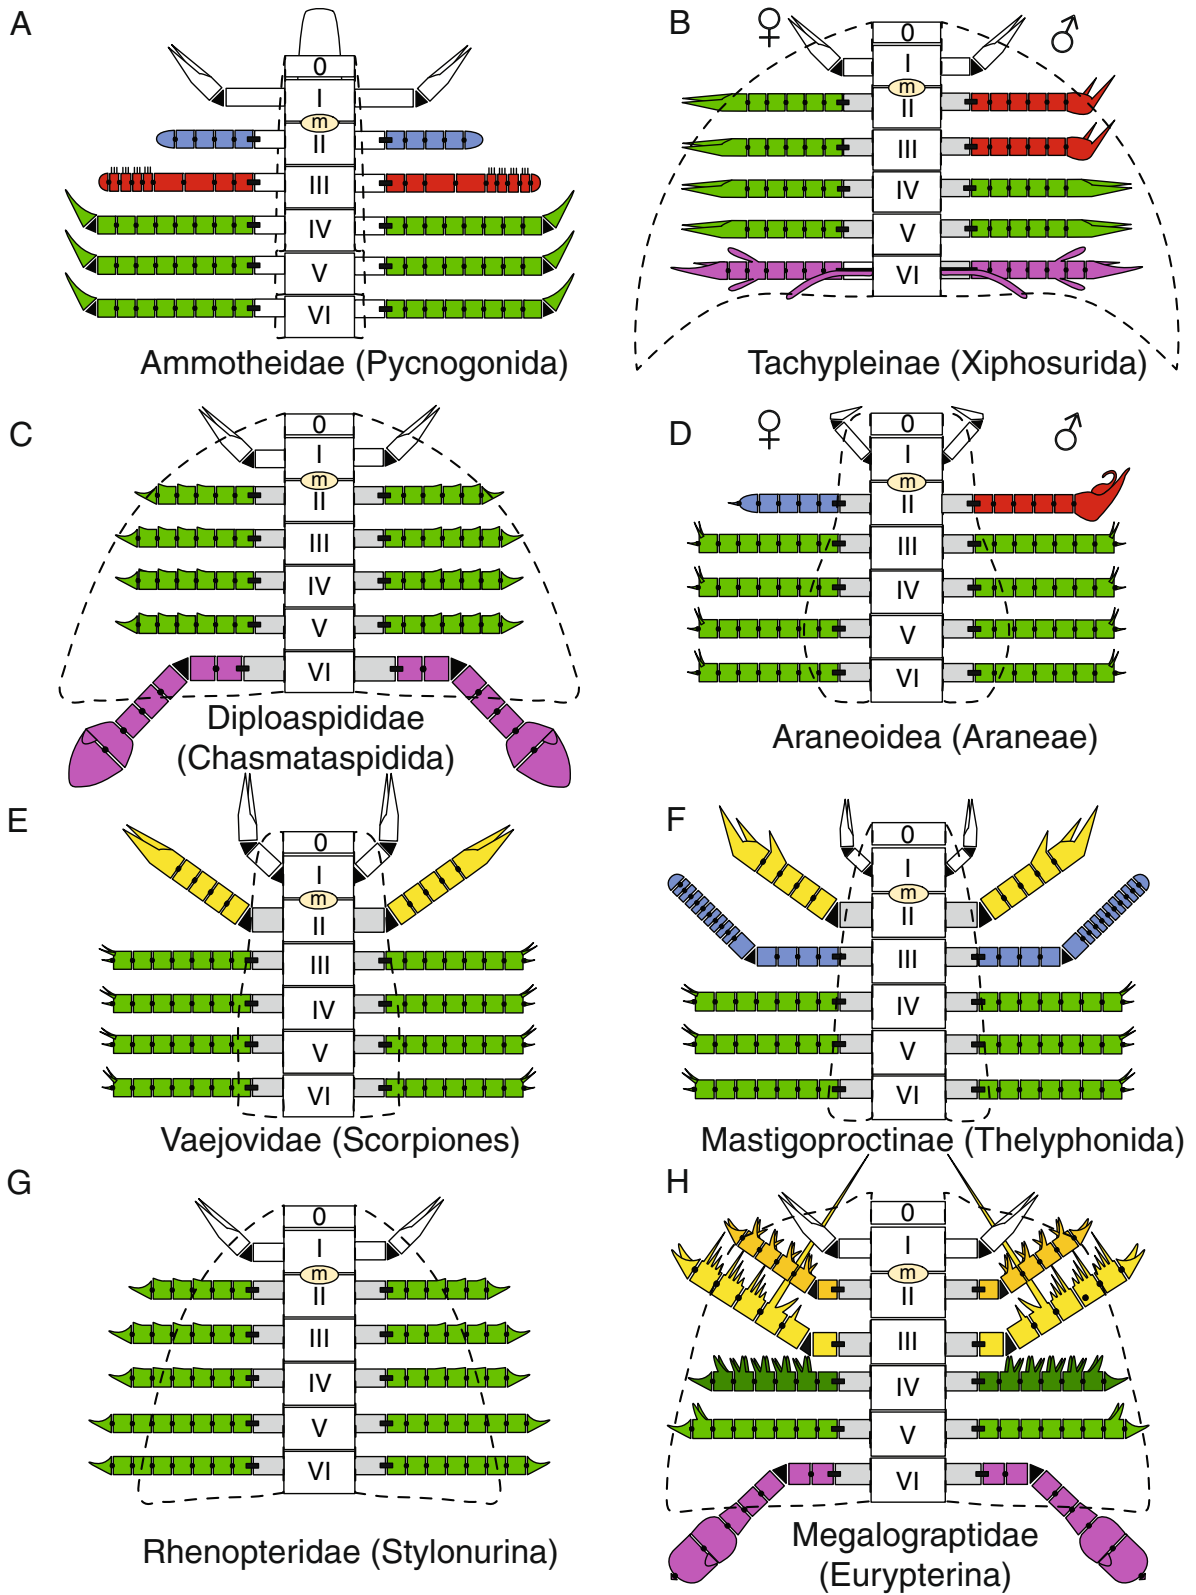 A
0
I
m
II
III
IV
V
VI
Ammotheidae (Pycnogonida)
B
♀
♂
0
I
m
II
III
IV
V
VI
Tachypleinae (Xiphosurida)
C
0
I
m
II
III
IV
V
VI
Diploaspididae
(Chasmataspidida)
D
♀
♂
0
I
m
II
III
IV
V
VI
Araneoidea (Araneae)
E
0
I
m
II
III
IV
V
VI
Vaejovidae (Scorpiones)
F
0
I
m
II
III
IV
V
VI
Mastigoproctinae (Thelyphonida)
G
0
I
m
II
III
IV
V
VI
Rhenopteridae (Stylonurina)
H
0
I
m
II
III
IV
V
VI
Megalograptidae
(Eurypterina)